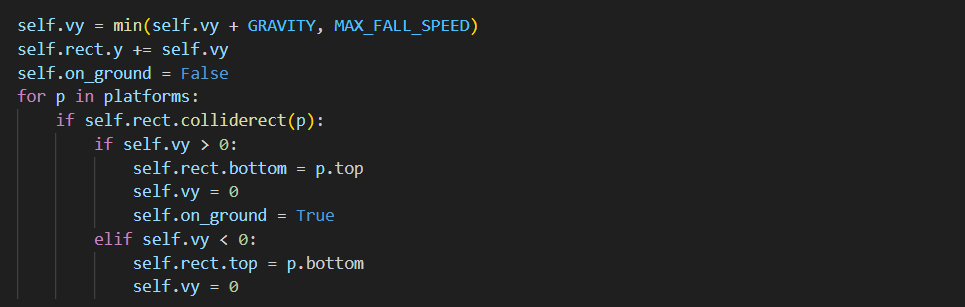 self.vy = min(self.vy + GRAVITY, MAX_FALL_SPEED)
self.rect.y += self.vy
self.on_ground = False
for p in platforms:
    if self.rect.colliderect(p):
        if self.vy > 0:
            self.rect.bottom = p.top
            self.vy = 0
            self.on_ground = True
        elif self.vy < 0:
            self.rect.top = p.bottom
            self.vy = 0